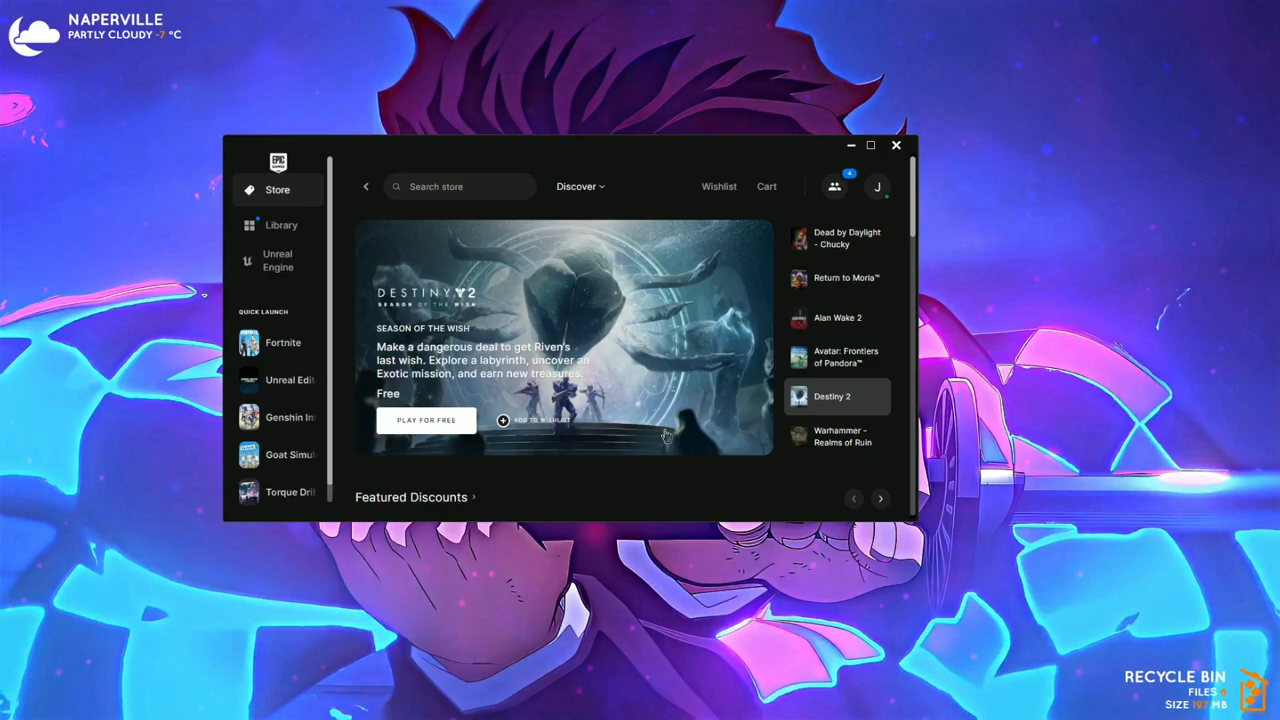 NAPERVILLE
PARTLY CLOUDY -7 °C
EPIC
GAMES
Store
Library
Unreal
Engine
QUICK LAUNCH
Fortnite
Unreal Edit
Genshin Im
Goat Simul
Torque Drif
Search store
Discover
Wishlist
Cart
4
J
DESTINY 2
SEASON OF THE WISH
SEASON OF THE WISH
Make a dangerous deal to get Riven's
last wish. Explore a labyrinth, uncover an
Exotic mission, and earn new treasures.
Free
PLAY FOR FREE
ADD TO WISHLIST
Dead by Daylight
- Chucky
Return to Moria™
Alan Wake 2
Avatar: Frontiers
of Pandora™
Destiny 2
Warhammer -
Realms of Ruin
Featured Discounts
RECYCLE BIN
FILES 6
SIZE 197 MB